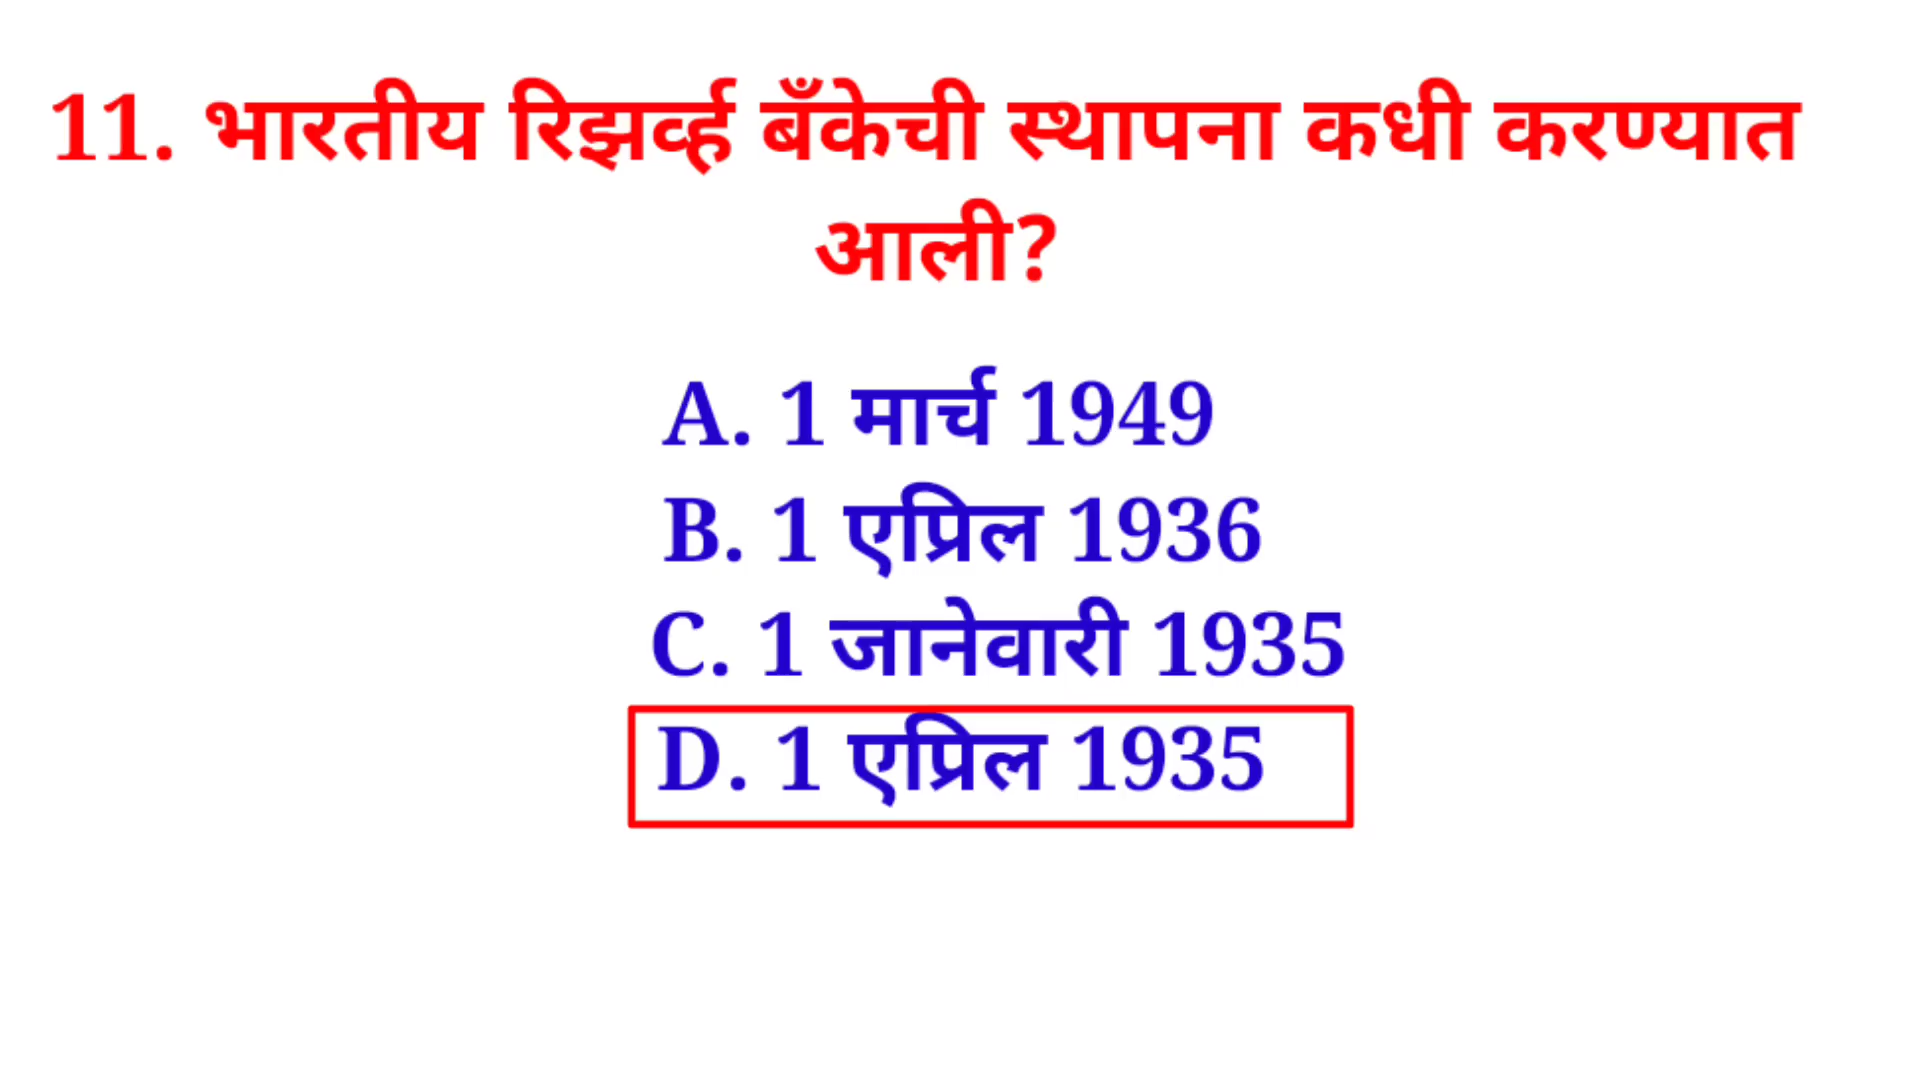 11. भारतीय रिझर्व्ह बँकेची स्थापना कधी करण्यात
आली?
A. 1 मार्च 1949
B. 1 एप्रिल 1936
C. 1 जानेवारी 1935
D. 1 एप्रिल 1935